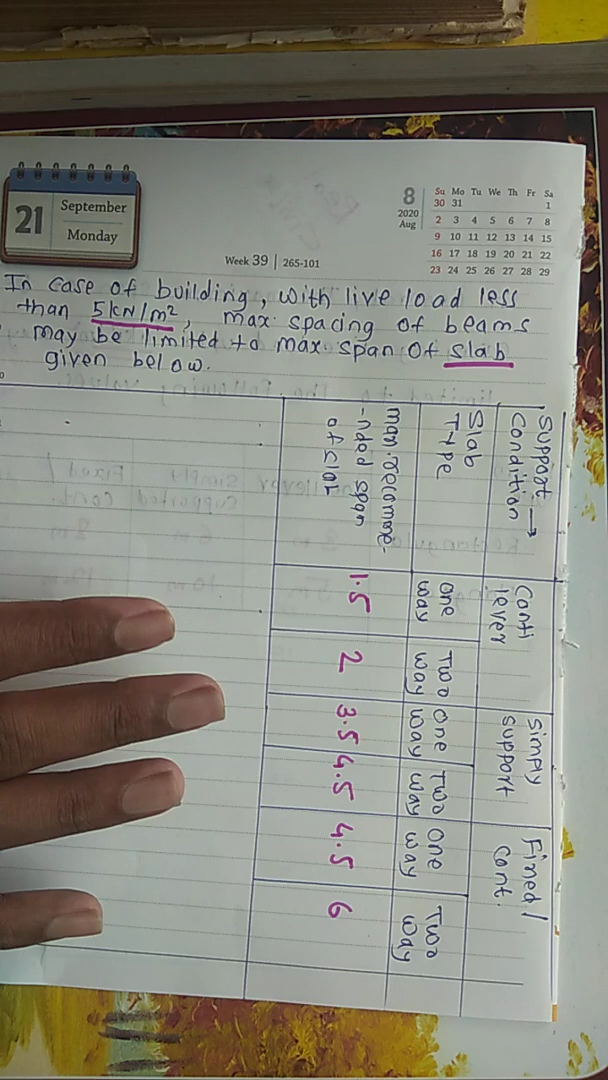 21
September
Monday
Week 39 | 265-101
8
2020
Aug
Su Mo Tu We Th Fr Sa
30 31 1
2 3 4 5 6 7 8
9 10 11 12 13 14 15
16 17 18 19 20 21 22
23 24 25 26 27 28 29
In case of building, with live load less
than 5kN/m², max. spacing of beams
may be limited to max. span of slab
given below.
Support →
Condition
Canti
lever
Simply
support
Fixed/
Cont.
Slab
Type
one
way
Two
way
One
way
Two
way
One
way
Two
way
max. recomme-
-nded span
of slab
1.5
2
3.5
4.5
4.5
6